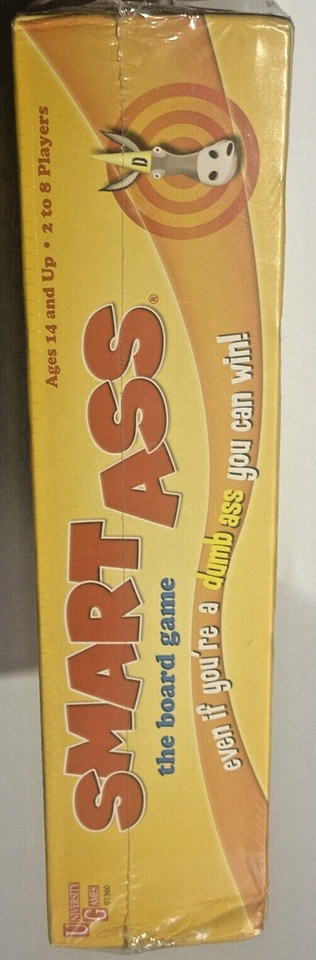 Ages 14 and Up • 2 to 8 Players
D
SMART ASS®
the board game
even if you're a dumb ass you can win!
UNIVERSITY
GAMES
01360